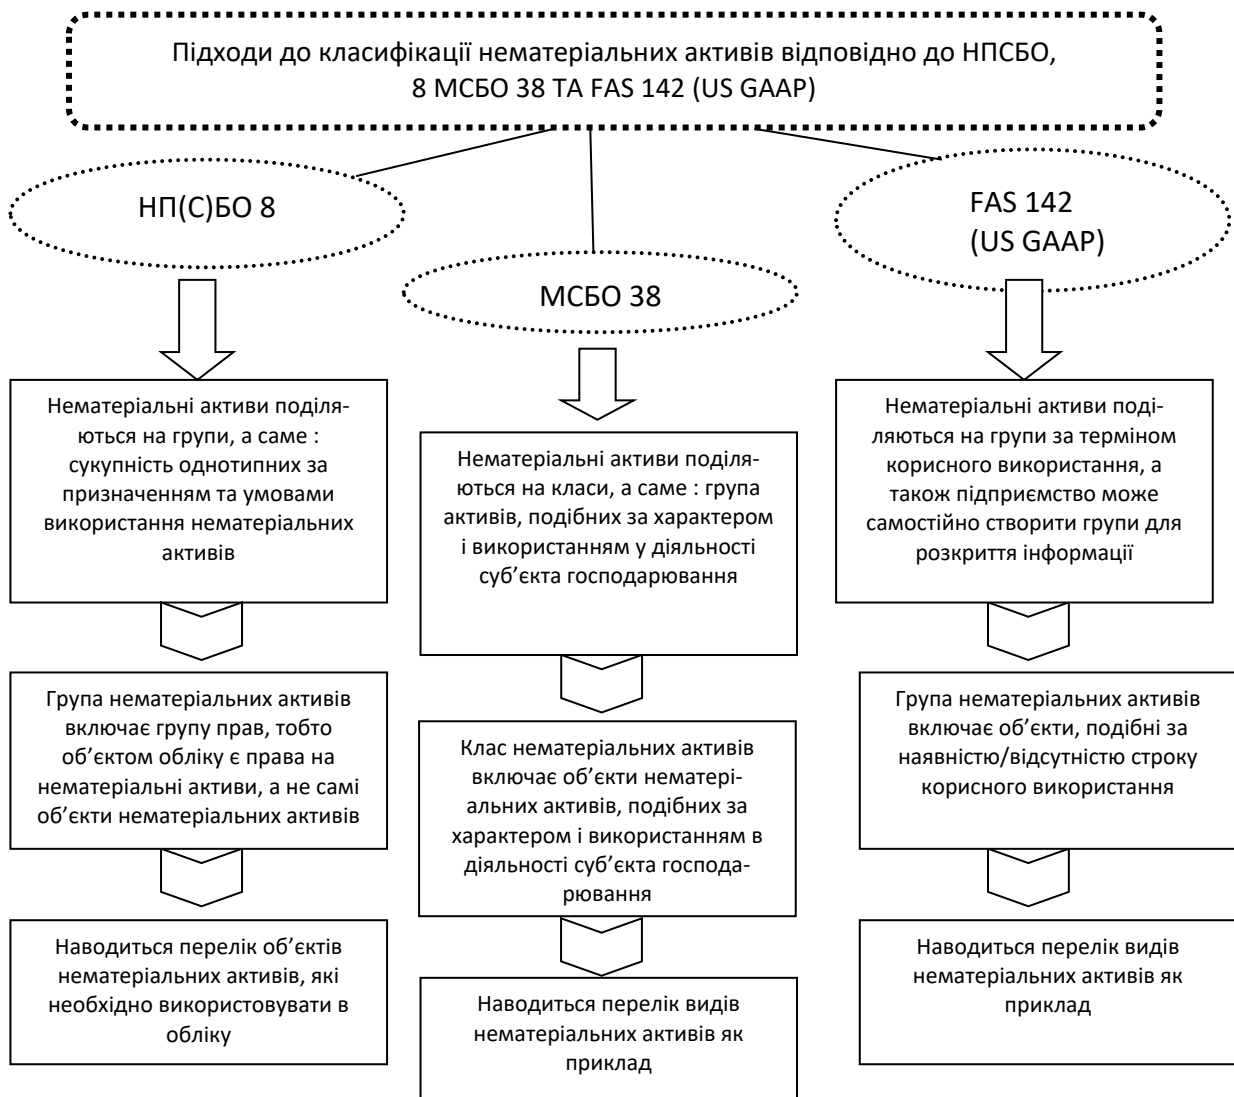 Підходи до класифікації нематеріальних активів відповідно до НПСБО,
8 МСБО 38 ТА FAS 142 (US GAAP)
НП(С)БО 8
МСБО 38
FAS 142
(US GAAP)
Нематеріальні активи поділя-
ються на групи, а саме :
сукупність однотипних за
призначенням та умовами
використання нематеріальних
активів
Нематеріальні активи поділя-
ються на класи, а саме : група
активів, подібних за характером
і використанням у діяльності
суб’єкта господарювання
Нематеріальні активи поді-
ляються на групи за терміном
корисного використання, а
також підприємство може
самостійно створити групи для
розкриття інформації
Група нематеріальних активів
включає групу прав, тобто
об’єктом обліку є права на
нематеріальні активи, а не самі
об’єкти нематеріальних активів
Клас нематеріальних активів
включає об’єкти нематері-
альних активів, подібних за
характером і використанням в
діяльності суб’єкта господа-
рювання
Група нематеріальних активів
включає об’єкти, подібні за
наявністю/відсутністю строку
корисного використання
Наводиться перелік об’єктів
нематеріальних активів, які
необхідно використовувати в
обліку
Наводиться перелік видів
нематеріальних активів як
приклад
Наводиться перелік видів
нематеріальних активів як
приклад